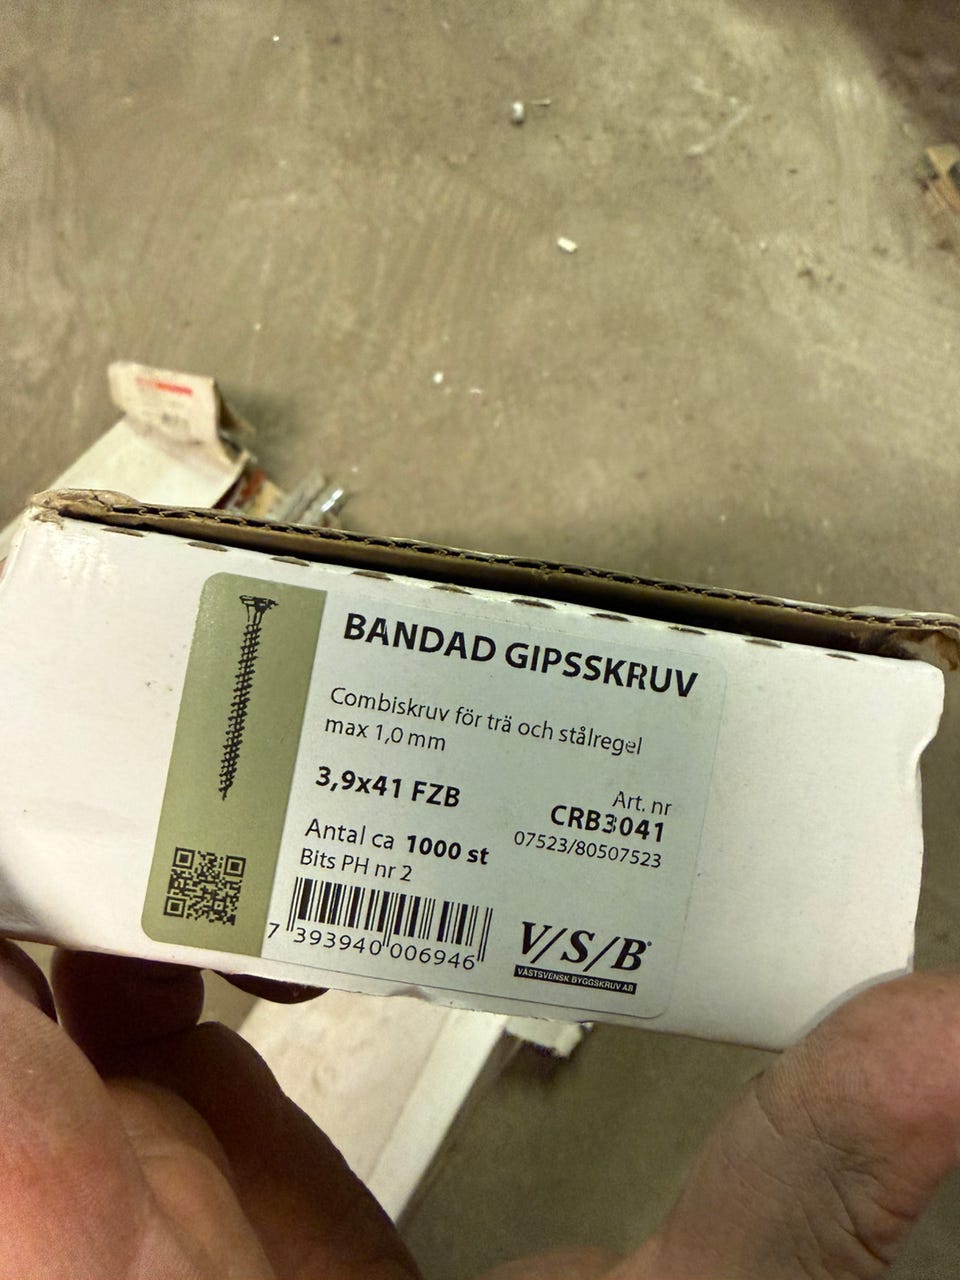 BANDAD GIPSSKRUV
Combiskruv för trä och stålregel
max 1,0 mm
3,9x41 FZB
Art. nr
CRB3041
07523/80507523
Antal ca 1000 st
Bits PH nr 2
7 393940 006946
V/S/B®
VÄSTSVENSK BYGGSKRUV AB